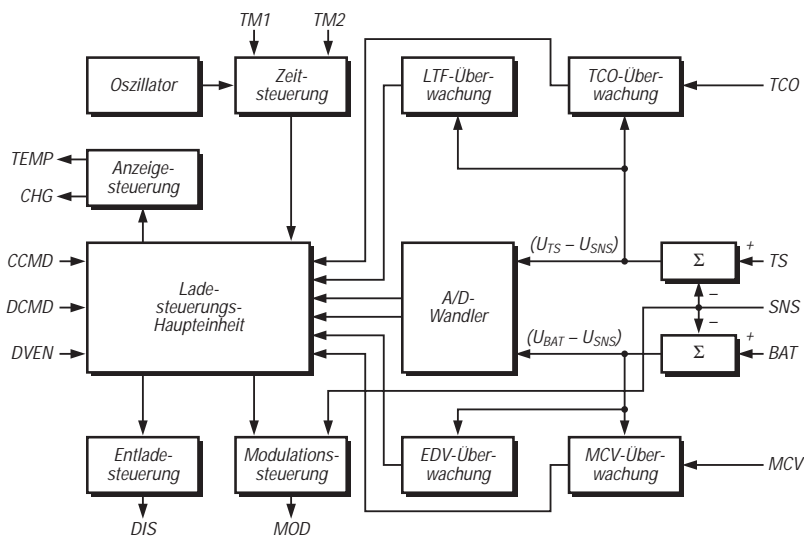 TM1
TM2
Oszillator
Zeit-
steuerung
LTF-Über-
wachung
TCO-Über-
wachung
TCO
TEMP
CHG
Anzeige-
steuerung
CCMD
DCMD
DVEN
Lade-
steuerungs-
Haupteinheit
A/D-
Wandler
(U_TS – U_SNS)
(U_BAT – U_SNS)
Σ
+
TS
–
SNS
–
Σ
+
BAT
Entlade-
steuerung
Modulations-
steuerung
EDV-Über-
wachung
MCV-Über-
wachung
MCV
DIS
MOD